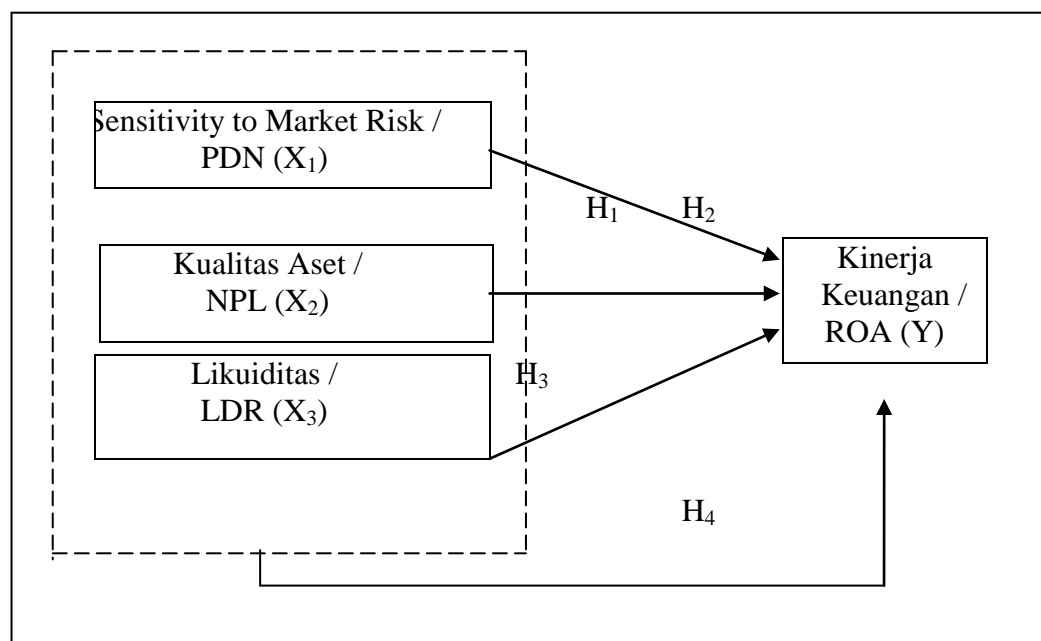 Sensitivity to Market Risk /
PDN (X₁)
H₁
H₂
Kualitas Aset /
NPL (X₂)
Kinerja
Keuangan /
ROA (Y)
Likuiditas /
LDR (X₃)
H₃
H₄